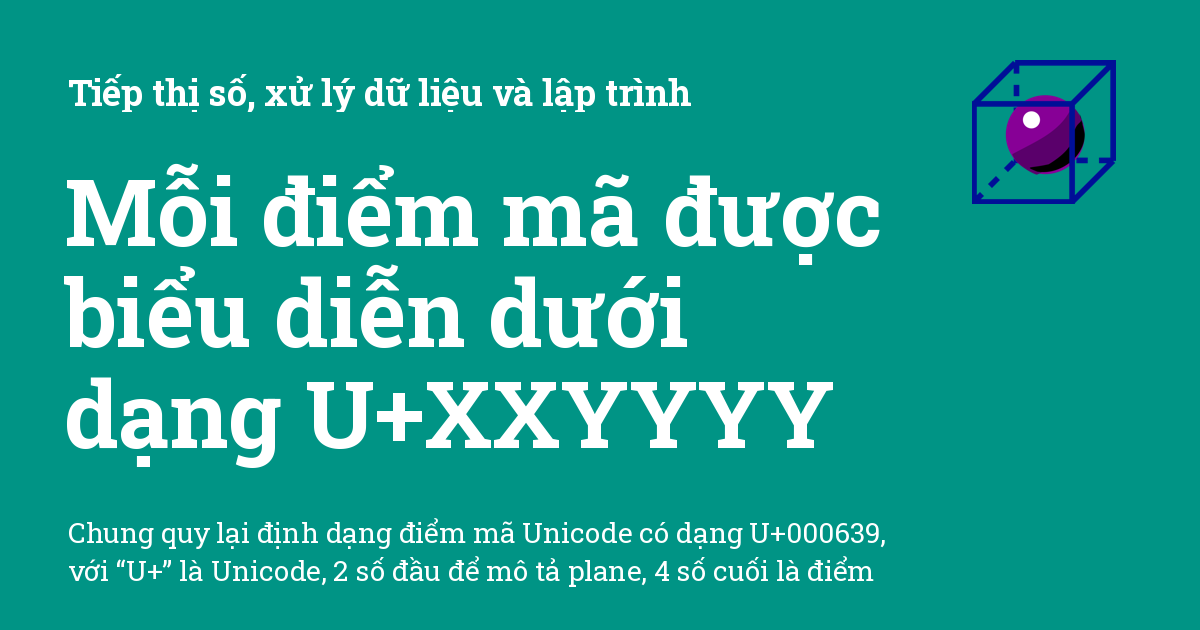 Tiếp thị số, xử lý dữ liệu và lập trình
Mỗi điểm mã được
biểu diễn dưới
dạng U+XXYYYY
Chung quy lại định dạng điểm mã Unicode có dạng U+000639,
với “U+” là Unicode, 2 số đầu để mô tả plane, 4 số cuối là điểm